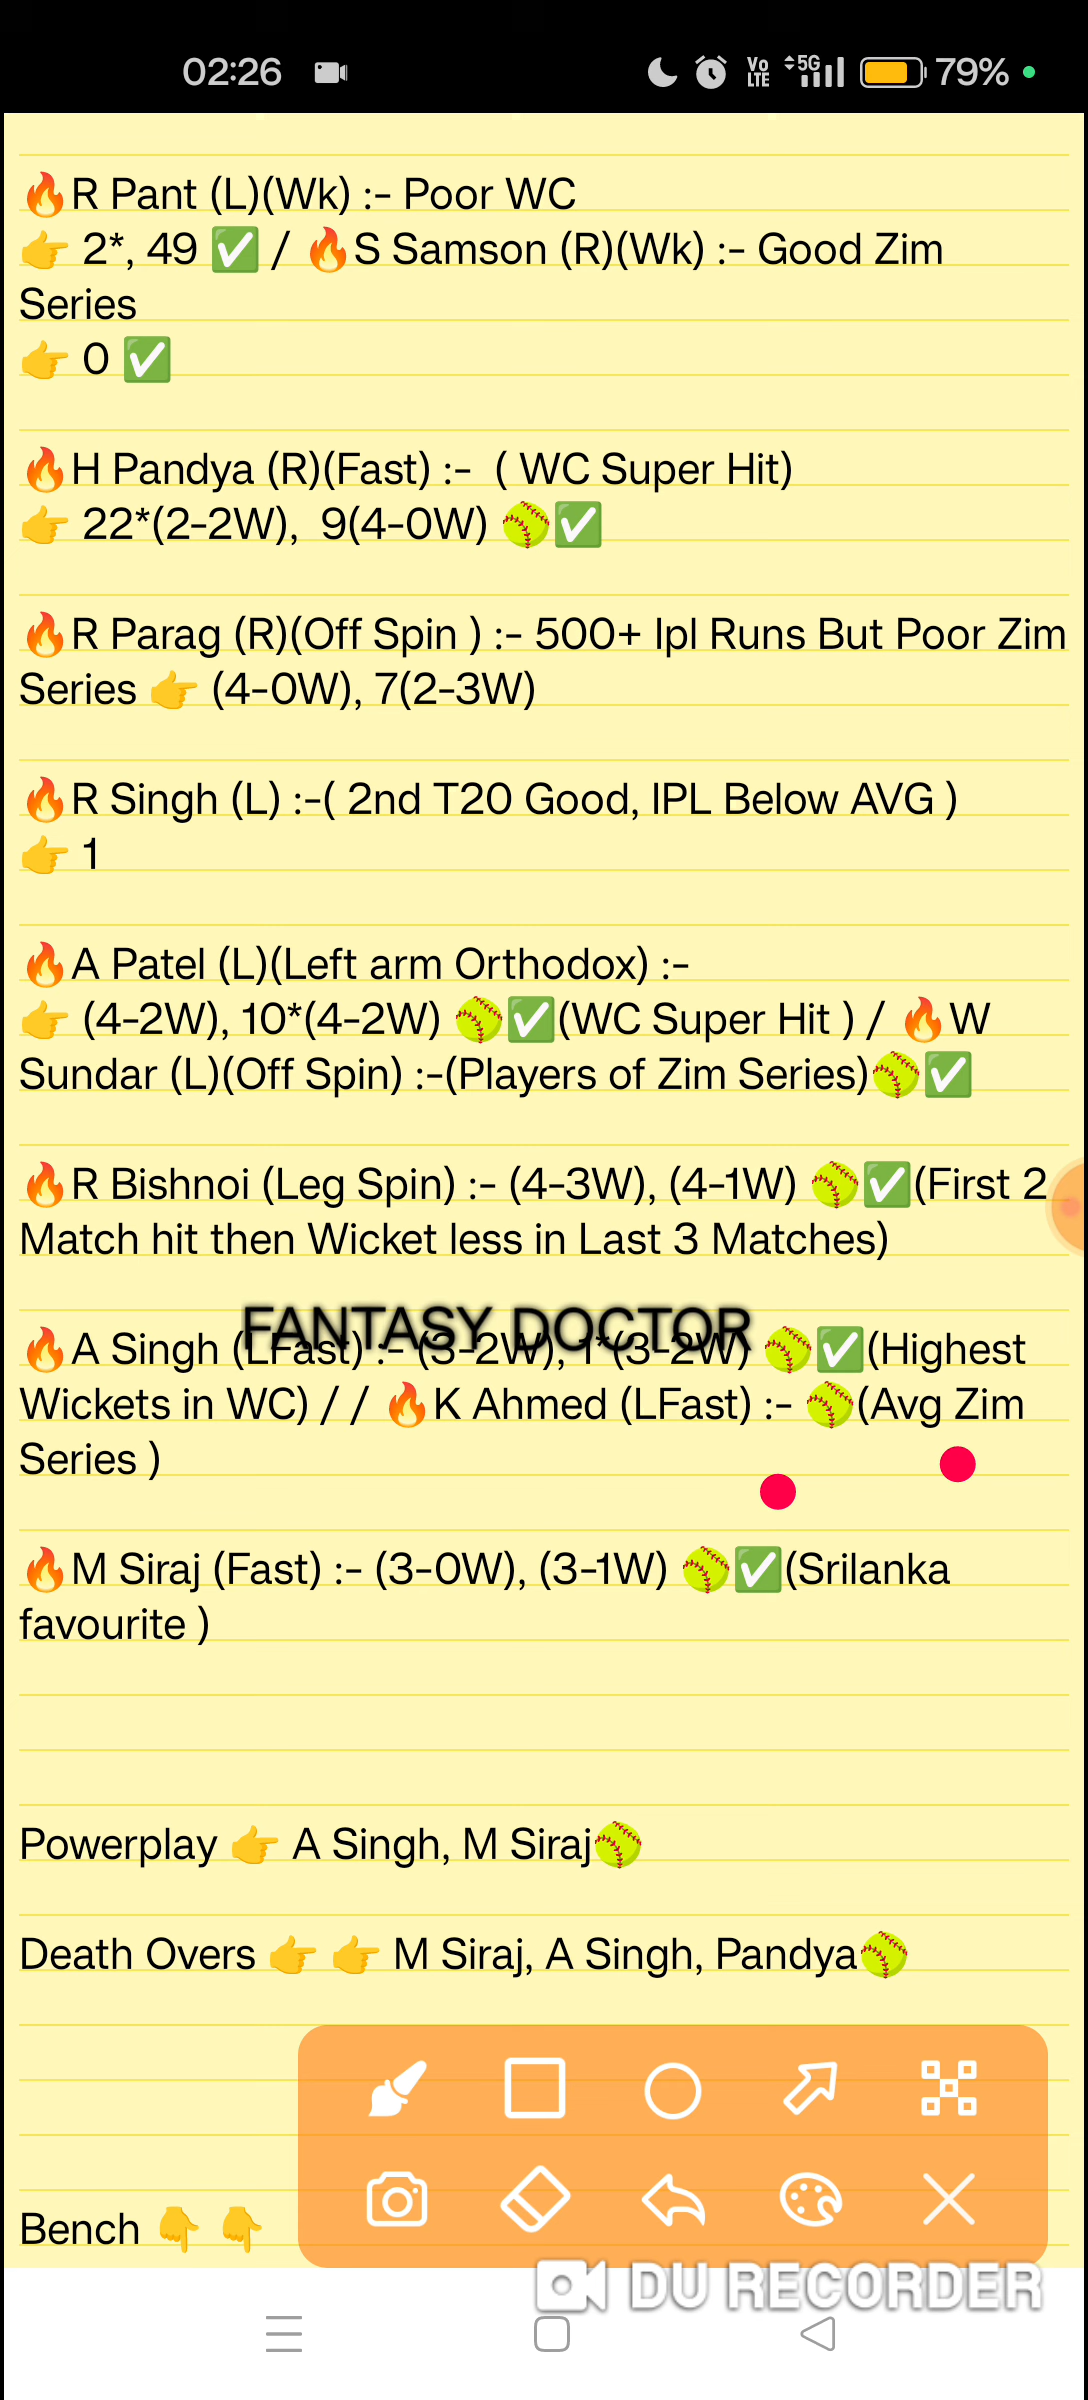 02:26 Vo LTE 5G 79%
🔥R Pant (L)(Wk) :- Poor WC
👉 2*, 49 ✅ / 🔥S Samson (R)(Wk) :- Good Zim
Series
👉 0 ✅
🔥H Pandya (R)(Fast) :-  ( WC Super Hit)
👉 22*(2-2W),  9(4-0W) 🥎✅
🔥R Parag (R)(Off Spin ) :- 500+ Ipl Runs But Poor Zim
Series 👉 (4-0W), 7(2-3W)
🔥R Singh (L) :-( 2nd T20 Good, IPL Below AVG )
👉 1
🔥A Patel (L)(Left arm Orthodox) :-
👉 (4-2W), 10*(4-2W) 🥎✅(WC Super Hit ) / 🔥W
Sundar (L)(Off Spin) :-(Players of Zim Series)🥎✅
🔥R Bishnoi (Leg Spin) :- (4-3W), (4-1W) 🥎✅(First 2
Match hit then Wicket less in Last 3 Matches)
FANTASY DOCTOR
🔥A Singh (LFast) :- (3-2W), 1*(3-2W) 🥎✅(Highest
Wickets in WC) / / 🔥K Ahmed (LFast) :- 🥎(Avg Zim
Series )
🔥M Siraj (Fast) :- (3-0W), (3-1W) 🥎✅(Srilanka
favourite )
Powerplay 👉 A Singh, M Siraj🥎
Death Overs 👉 👉 M Siraj, A Singh, Pandya🥎
Bench 👇 👇
DU RECORDER